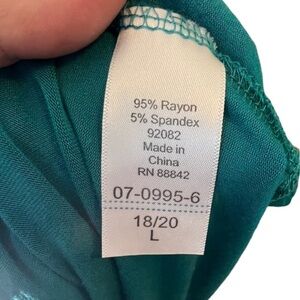 95% Rayon
5% Spandex
92082
Made in
China
RN 88842
07-0995-6
18/20
L